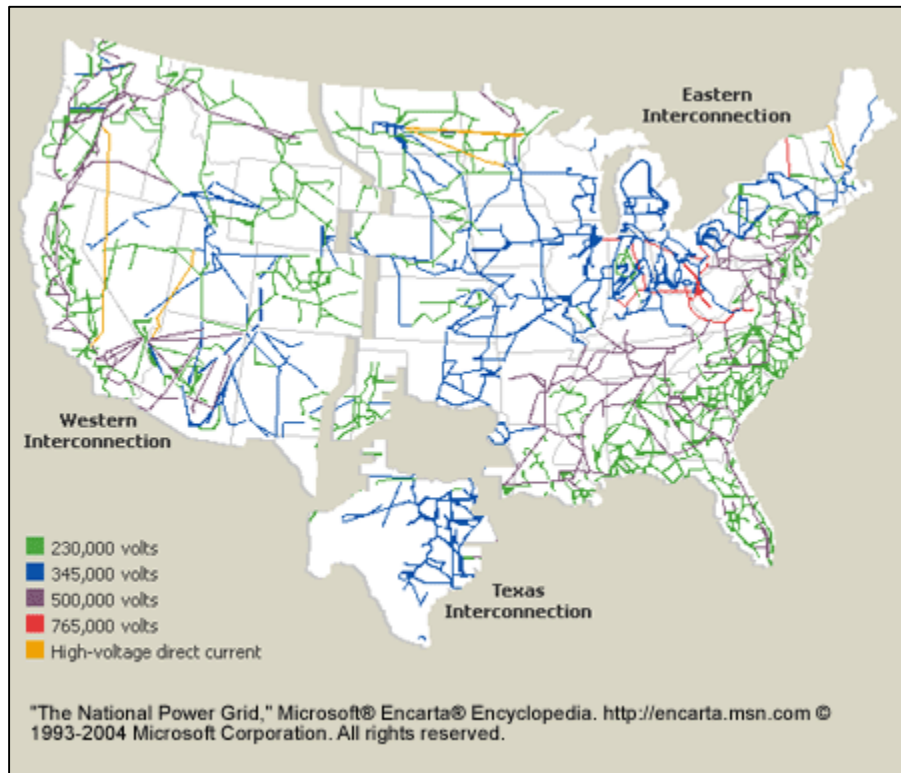 Eastern
Interconnection
Western
Interconnection
230,000 volts
345,000 volts
500,000 volts
765,000 volts
High-voltage direct current
Texas
Interconnection
"The National Power Grid," Microsoft® Encarta® Encyclopedia. http://encarta.msn.com ©
1993-2004 Microsoft Corporation. All rights reserved.